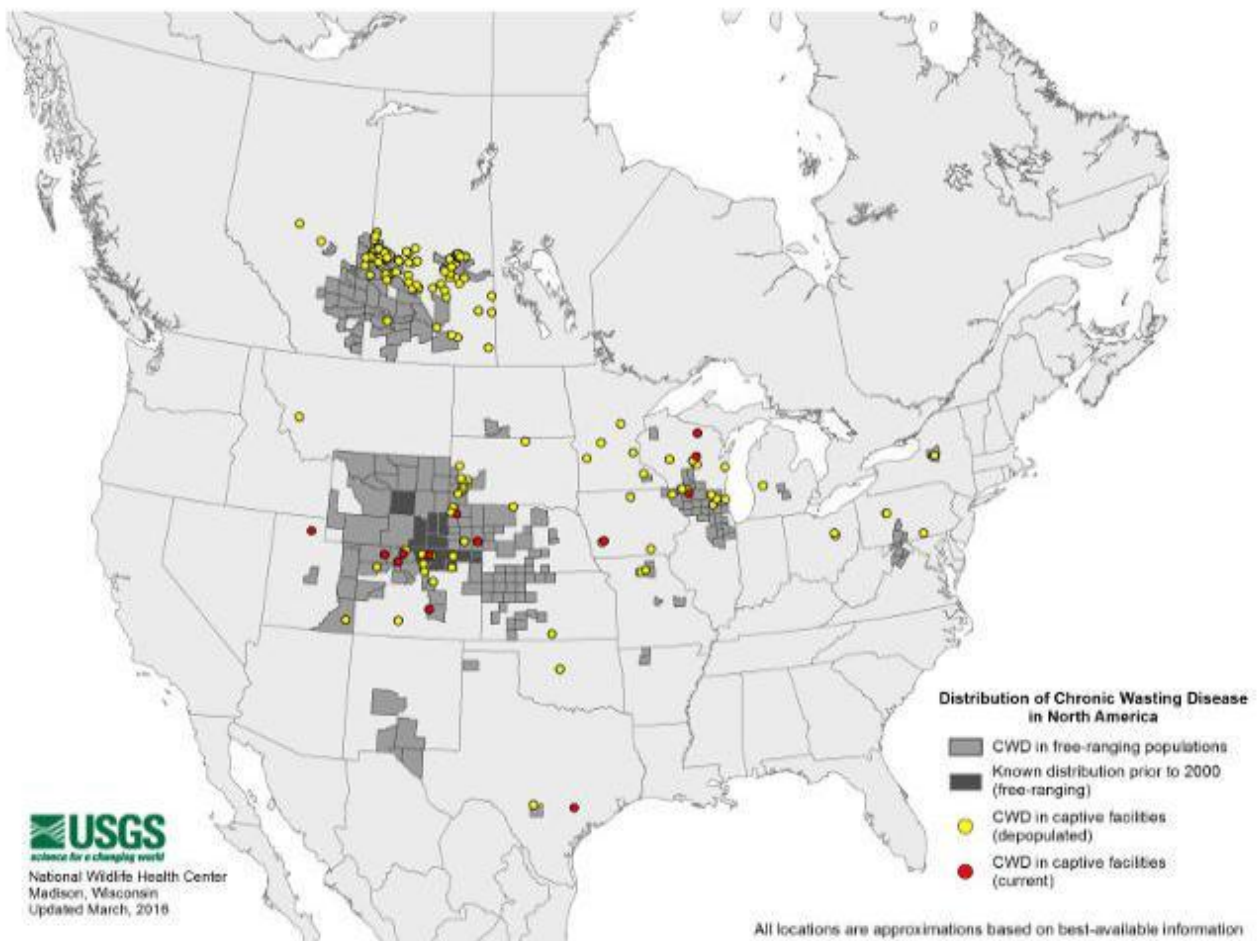 Distribution of Chronic Wasting Disease
in North America
CWD in free-ranging populations
Known distribution prior to 2000
(free-ranging)
CWD in captive facilities
(depopulated)
CWD in captive facilities
(current)
USGS
science for a changing world
National Wildlife Health Center
Madison, Wisconsin
Updated March, 2016
All locations are approximations based on best-available information